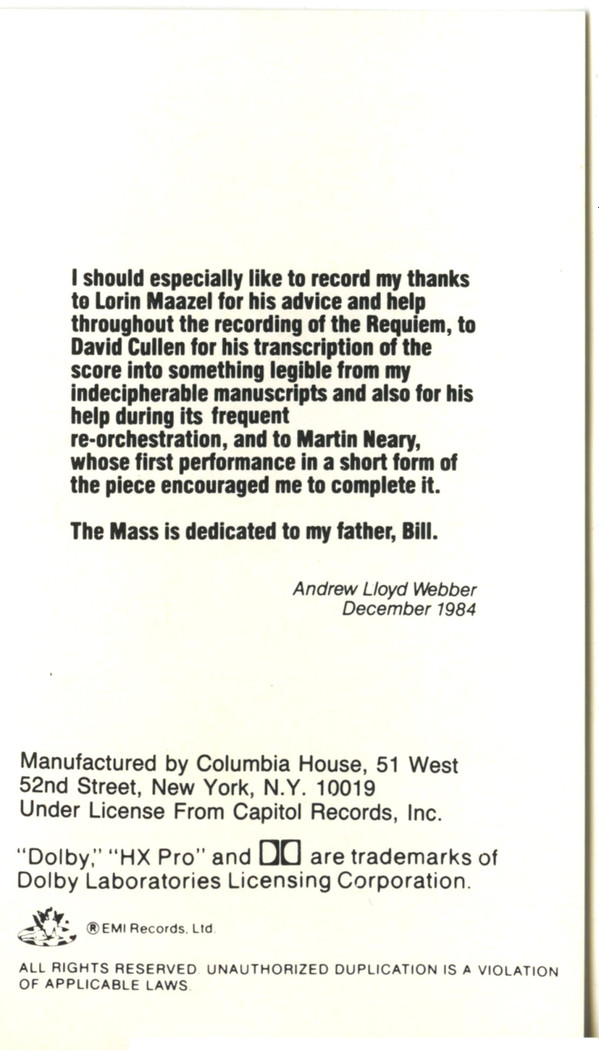 I should especially like to record my thanks
to Lorin Maazel for his advice and help
throughout the recording of the Requiem, to
David Cullen for his transcription of the
score into something legible from my
indecipherable manuscripts and also for his
help during its frequent
re-orchestration, and to Martin Neary,
whose first performance in a short form of
the piece encouraged me to complete it.
The Mass is dedicated to my father, Bill.
Andrew Lloyd Webber
December 1984
Manufactured by Columbia House, 51 West
52nd Street, New York, N.Y. 10019
Under License From Capitol Records, Inc.
“Dolby,” “HX Pro” and are trademarks of
Dolby Laboratories Licensing Corporation.
® EMI Records, Ltd.
ALL RIGHTS RESERVED. UNAUTHORIZED DUPLICATION IS A VIOLATION
OF APPLICABLE LAWS.